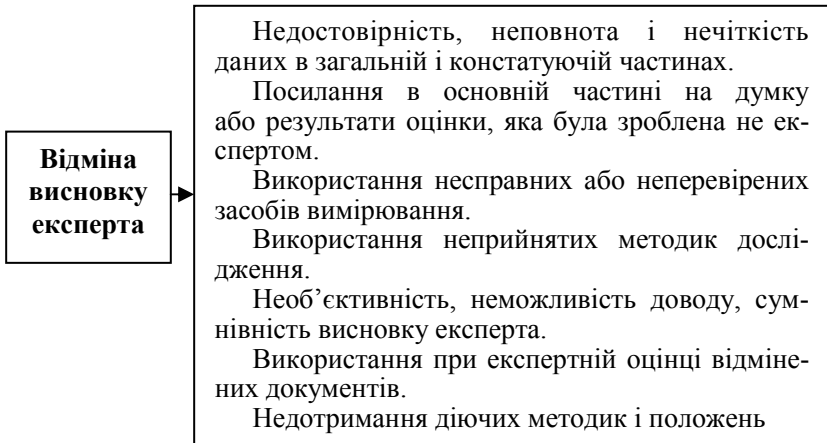 Відміна
висновку
експерта
Недостовірність, неповнота і нечіткість
даних в загальній і констатуючій частинах.
Посилання в основній частині на думку
або результати оцінки, яка була зроблена не ек-
спертом.
Використання несправних або неперевірених
засобів вимірювання.
Використання неприйнятих методик дослі-
дження.
Необ’єктивність, неможливість доводу, сум-
нівність висновку експерта.
Використання при експертній оцінці відміне-
них документів.
Недотримання діючих методик і положень